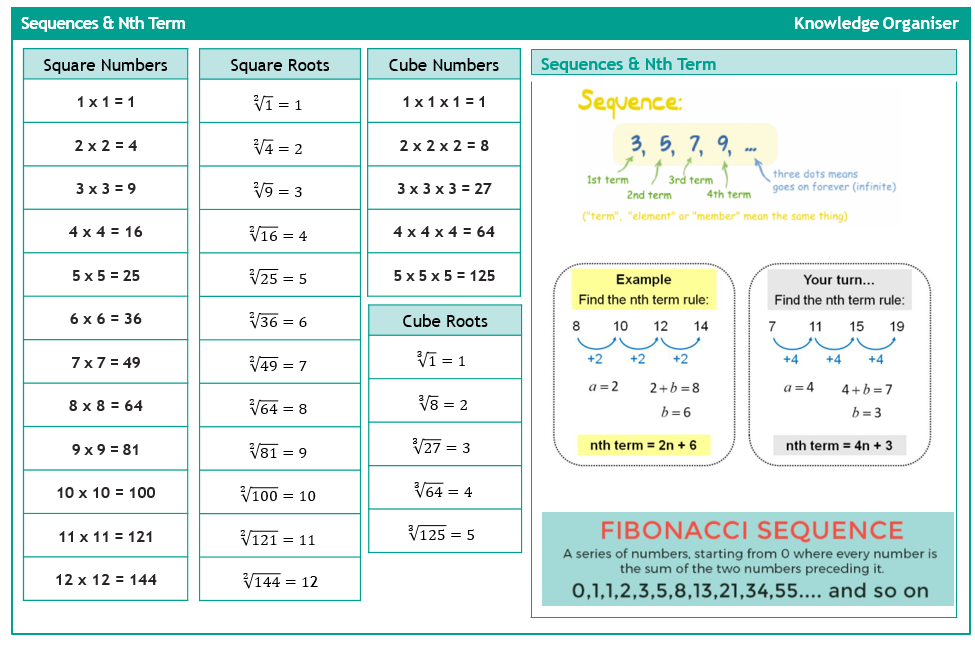 Sequences & Nth Term
Knowledge Organiser
Square Numbers
1 x 1 = 1
2 x 2 = 4
3 x 3 = 9
4 x 4 = 16
5 x 5 = 25
6 x 6 = 36
7 x 7 = 49
8 x 8 = 64
9 x 9 = 81
10 x 10 = 100
11 x 11 = 121
12 x 12 = 144
Square Roots
²√1 = 1
²√4 = 2
²√9 = 3
²√16 = 4
²√25 = 5
²√36 = 6
²√49 = 7
²√64 = 8
²√81 = 9
²√100 = 10
²√121 = 11
²√144 = 12
Cube Numbers
1 x 1 x 1 = 1
2 x 2 x 2 = 8
3 x 3 x 3 = 27
4 x 4 x 4 = 64
5 x 5 x 5 = 125
Cube Roots
³√1 = 1
³√8 = 2
³√27 = 3
³√64 = 4
³√125 = 5
Sequences & Nth Term
Sequence:
3, 5, 7, 9, ...
1st term
2nd term
3rd term
4th term
three dots means
goes on forever (infinite)
("term", "element" or "member" mean the same thing)
Example
Find the nth term rule:
8 10 12 14
+2 +2 +2
a = 2 2 + b = 8
b = 6
nth term = 2n + 6
Your turn...
Find the nth term rule:
7 11 15 19
+4 +4 +4
a = 4 4 + b = 7
b = 3
nth term = 4n + 3
FIBONACCI SEQUENCE
A series of numbers, starting from 0 where every number is
the sum of the two numbers preceding it.
0,1,1,2,3,5,8,13,21,34,55.... and so on